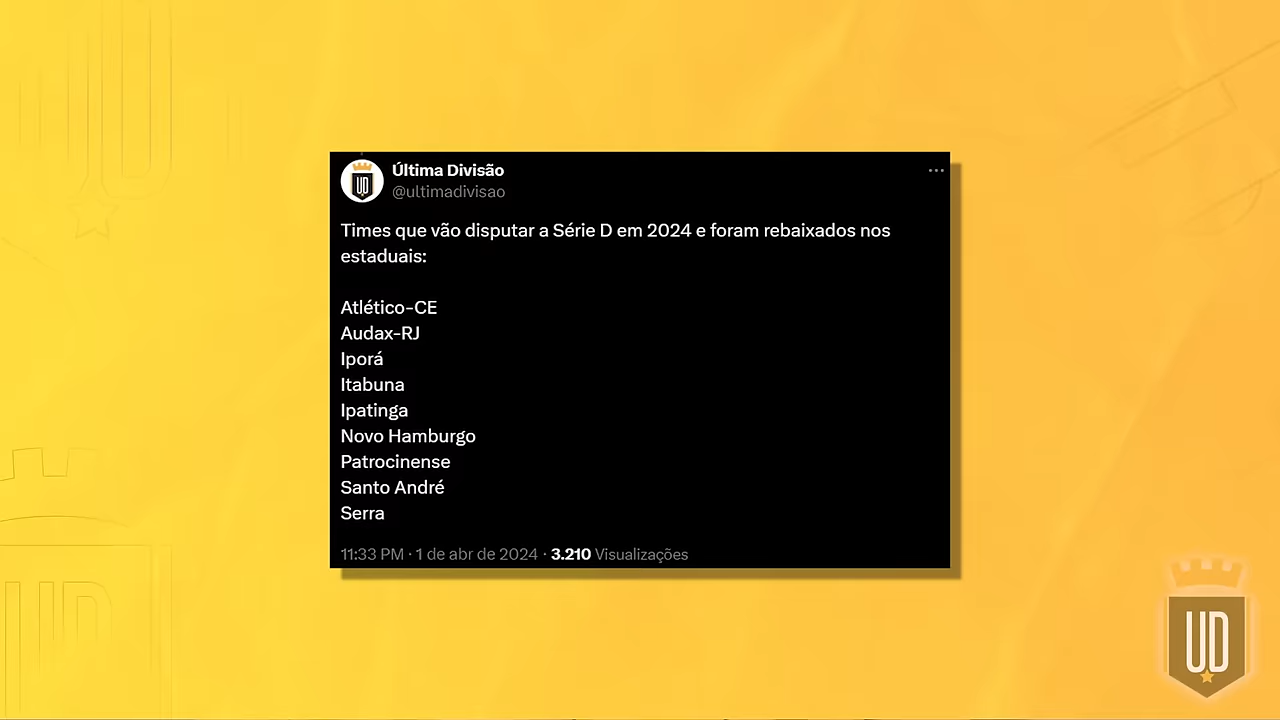 Última Divisão
@ultimadivisao
Times que vão disputar a Série D em 2024 e foram rebaixados nos
estaduais:
Atlético-CE
Audax-RJ
Iporá
Itabuna
Ipatinga
Novo Hamburgo
Patrocinense
Santo André
Serra
11:33 PM · 1 de abr de 2024 · 3.210 Visualizações
UD